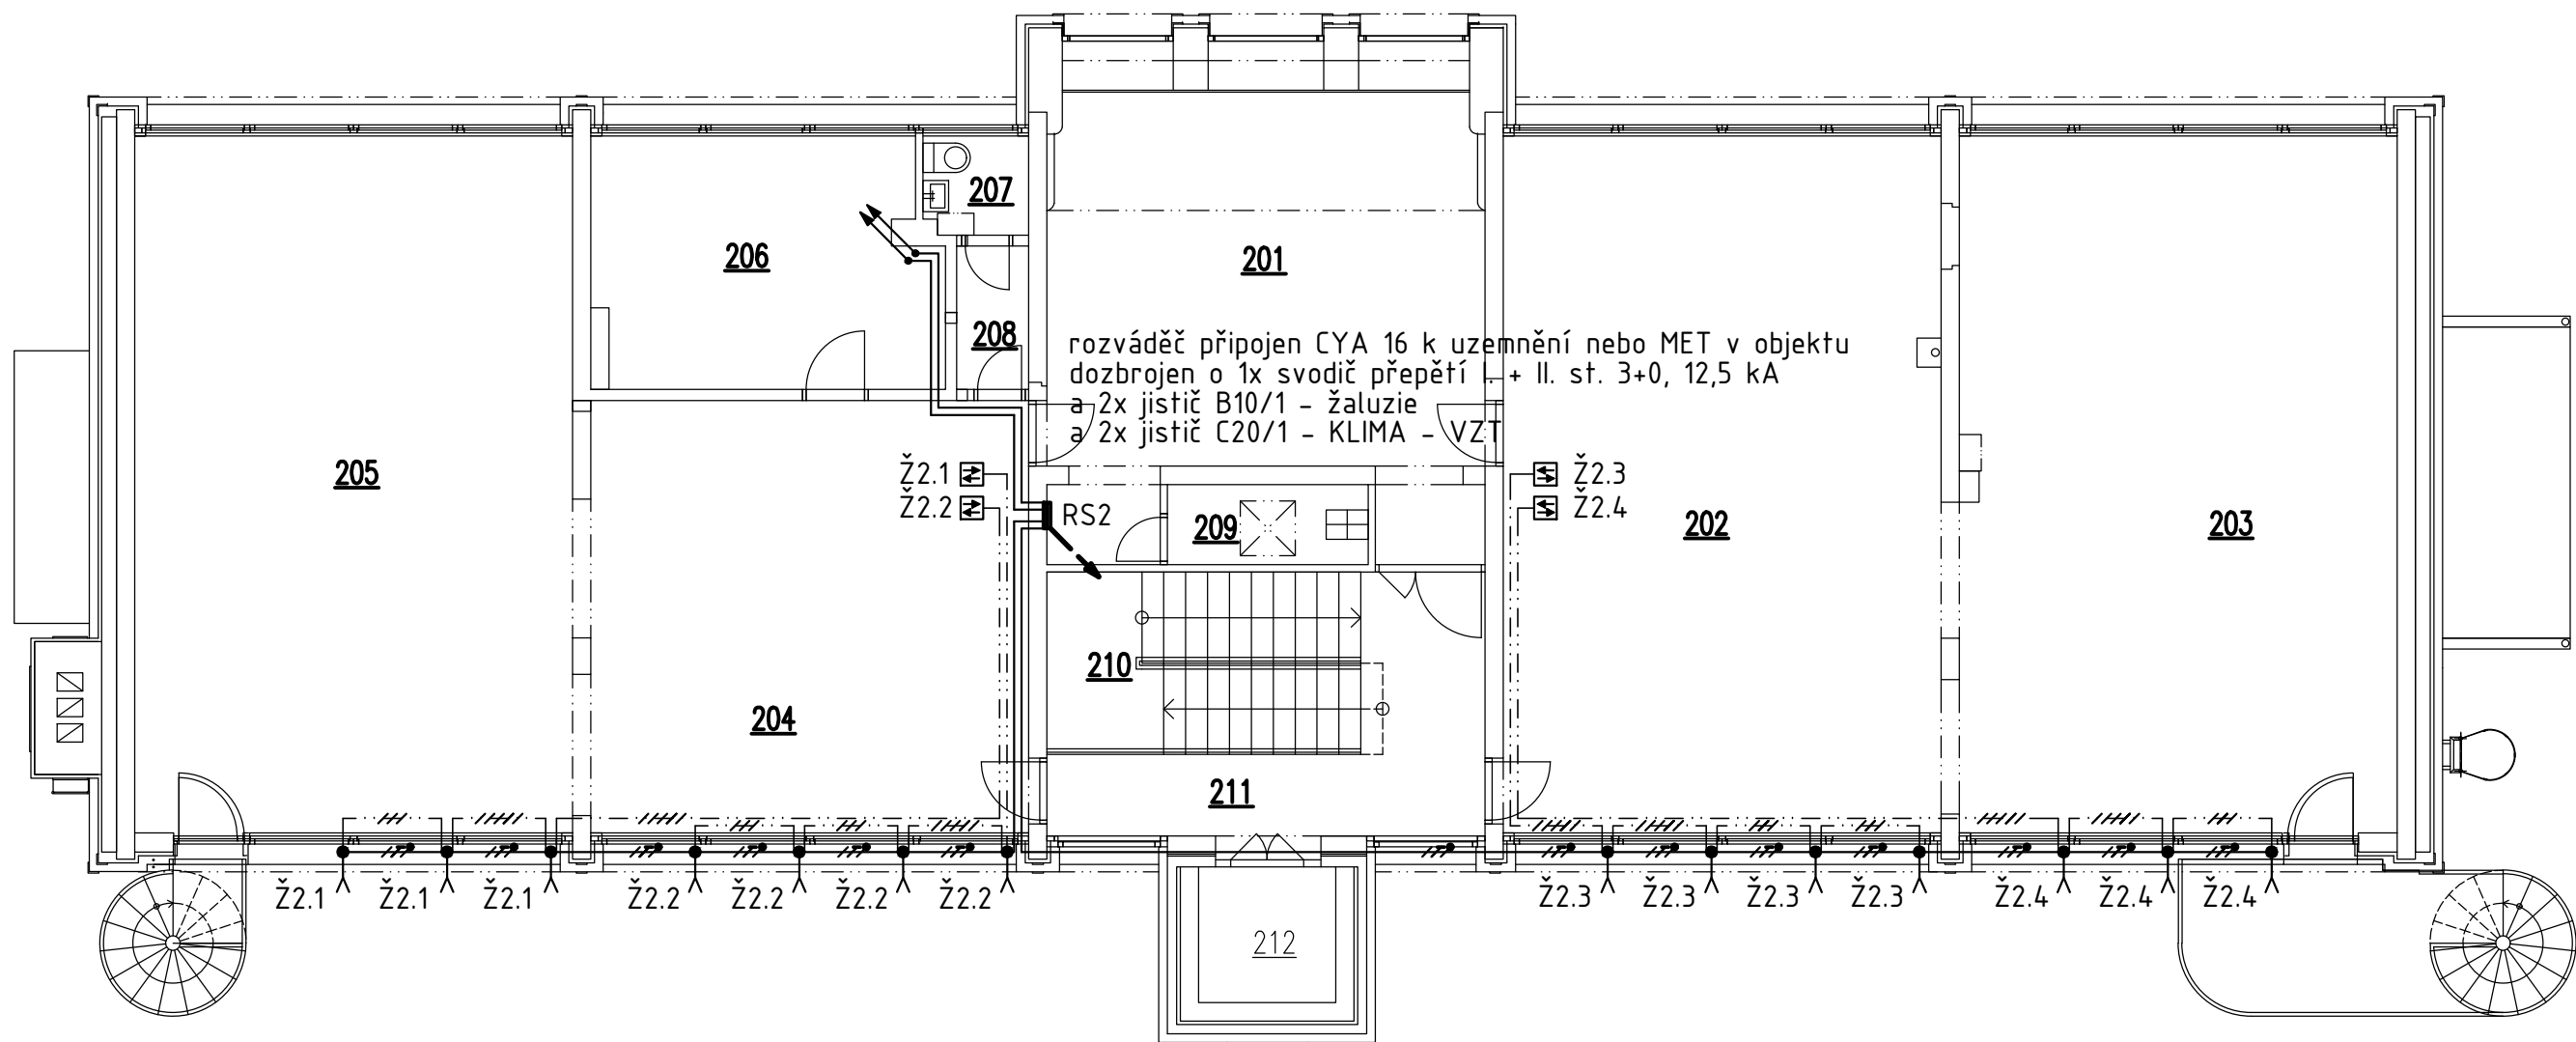 207
206
201
208
rozváděč připojen CYA 16 k uzemnění nebo MET v objektu
dozbrojen o 1x svodič přepětí I. + II. st. 3+0, 12,5 kA
a 2x jistič B10/1 - žaluzie
a 2x jistič C20/1 - KLIMA - VZT
205
Ž2.1
Ž2.3
Ž2.2
RS2
Ž2.4
209
202
203
210
204
211
Ž2.1 Ž2.1 Ž2.1 Ž2.2 Ž2.2 Ž2.2 Ž2.2 Ž2.3 Ž2.3 Ž2.3 Ž2.3 Ž2.4 Ž2.4 Ž2.4
212